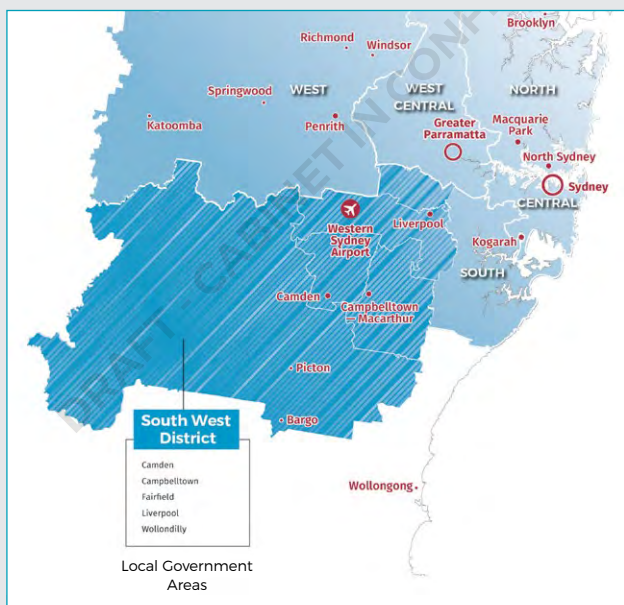 Brooklyn
Richmond
Windsor
WEST
NORTH
Springwood
WEST
CENTRAL
Katoomba
Penrith
Greater
Parramatta
Macquarie
Park
North Sydney
Sydney
CENTRAL
Western
Sydney
Airport
Liverpool
Kogarah
SOUTH
Camden
Campbelltown
— Macarthur
Picton
Bargo
South West
District
Camden
Campbelltown
Fairfield
Liverpool
Wollondilly
Wollongong
Local Government
Areas
DRAFT - CABINET IN CONF